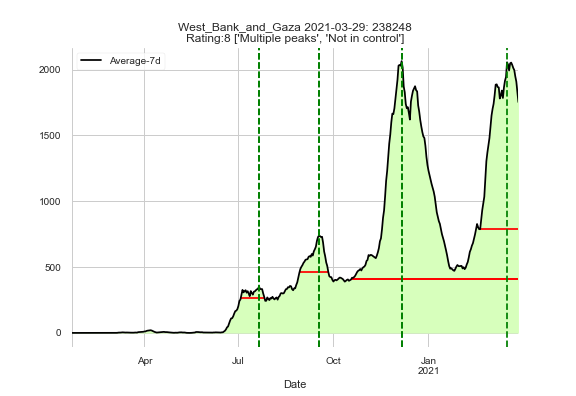 West_Bank_and_Gaza 2021-03-29: 238248
Rating:8 ['Multiple peaks', 'Not in control']
Average-7d
2000
1500
1000
500
0
Apr
Jul
Oct
Jan
2021
Date